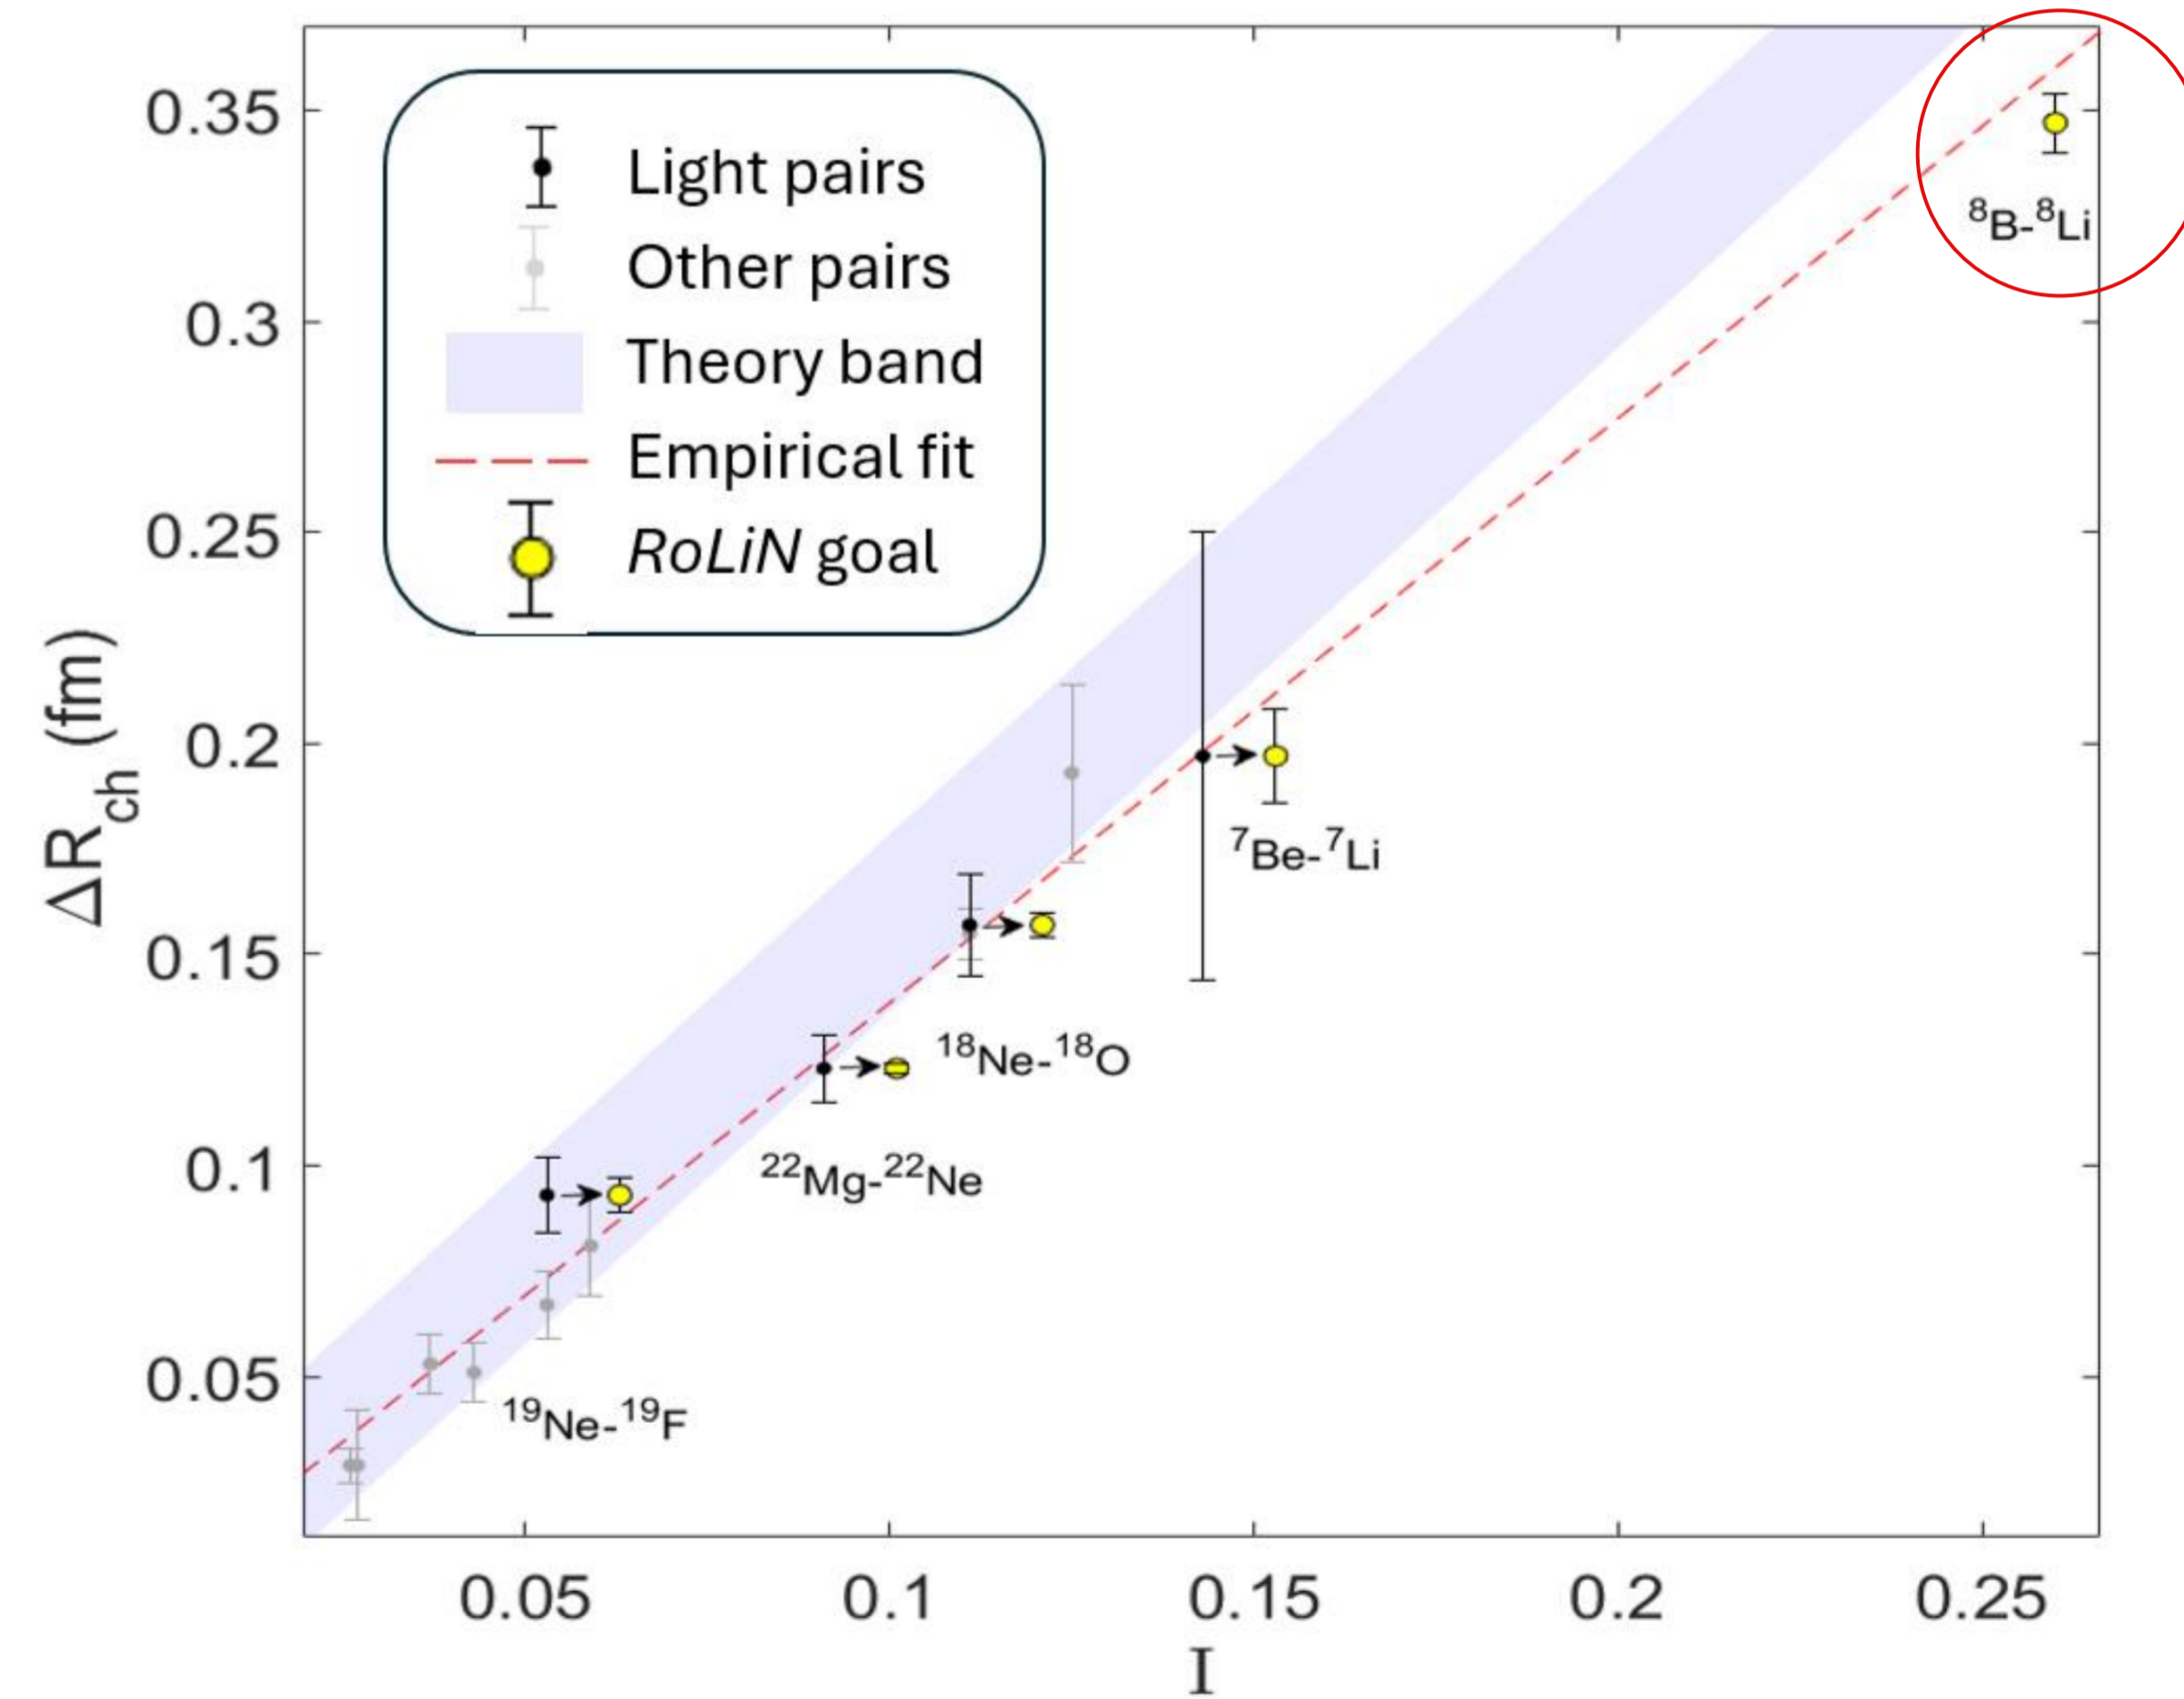 0.35
0.3
0.25
0.2
0.15
0.1
0.05
ΔR_ch (fm)
Light pairs
Other pairs
Theory band
Empirical fit
RoLiN goal
⁸B-⁸Li
⁷Be-⁷Li
¹⁸Ne-¹⁸O
²²Mg-²²Ne
¹⁹Ne-¹⁹F
0.05 0.1 0.15 0.2 0.25
I